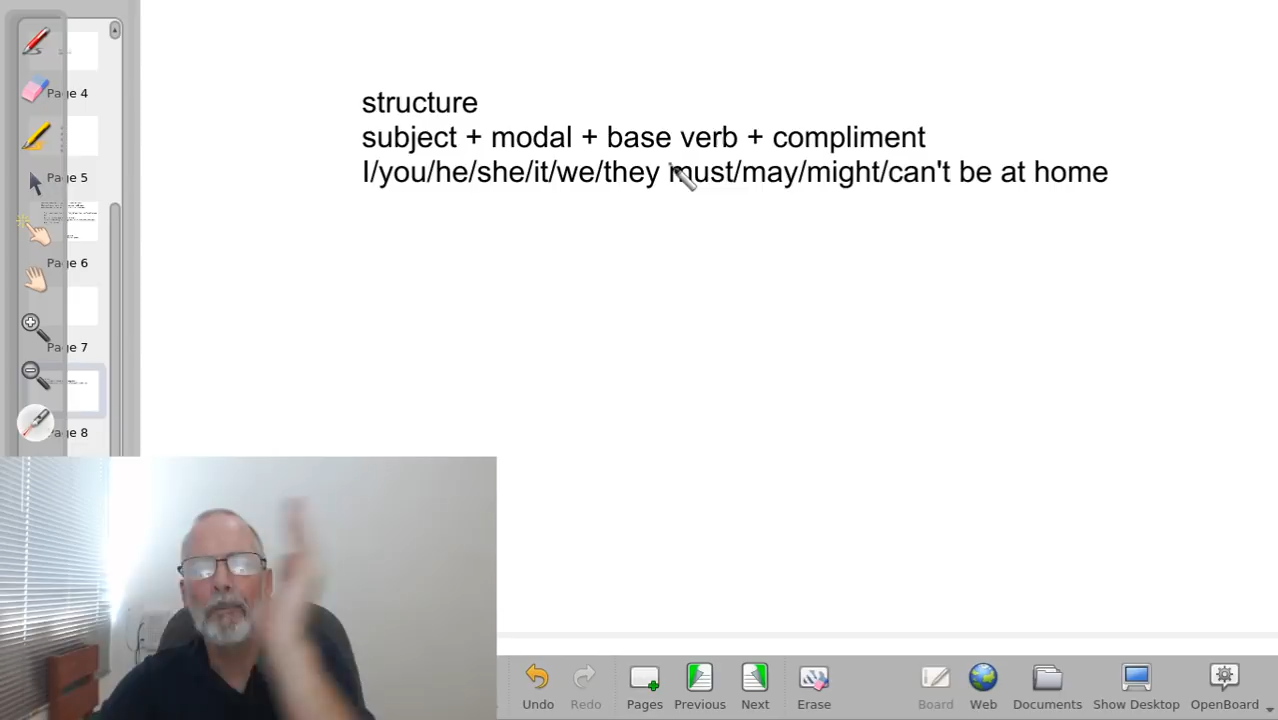 structure
subject + modal + base verb + compliment
I/you/he/she/it/we/they must/may/might/can't be at home
Page 4
Page 5
Page 6
Page 7
Page 8
Undo
Redo
Pages
Previous
Next
Erase
Board
Web
Documents
Show Desktop
OpenBoard